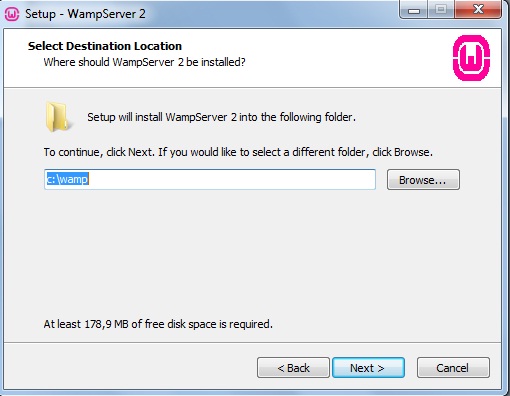 Setup - WampServer 2
Select Destination Location
Where should WampServer 2 be installed?
Setup will install WampServer 2 into the following folder.
To continue, click Next. If you would like to select a different folder, click Browse.
c:\wamp
Browse...
At least 178,9 MB of free disk space is required.
< Back
Next >
Cancel